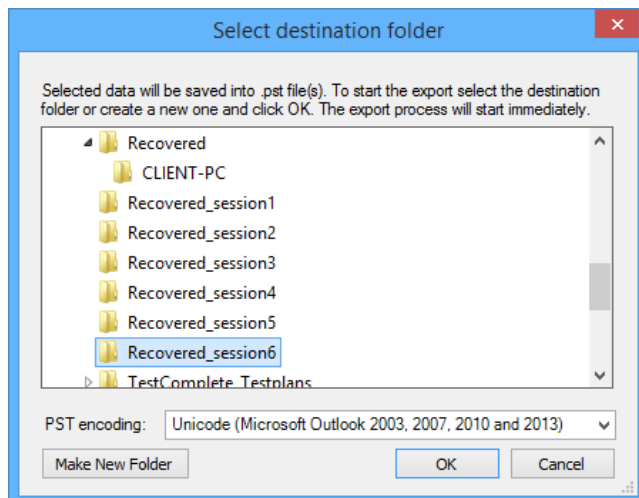 Select destination folder
Selected data will be saved into .pst file(s). To start the export select the destination
folder or create a new one and click OK. The export process will start immediately.
Recovered
CLIENT-PC
Recovered_session1
Recovered_session2
Recovered_session3
Recovered_session4
Recovered_session5
Recovered_session6
TestComplete_Testplans
PST encoding: Unicode (Microsoft Outlook 2003, 2007, 2010 and 2013)
Make New Folder OK Cancel